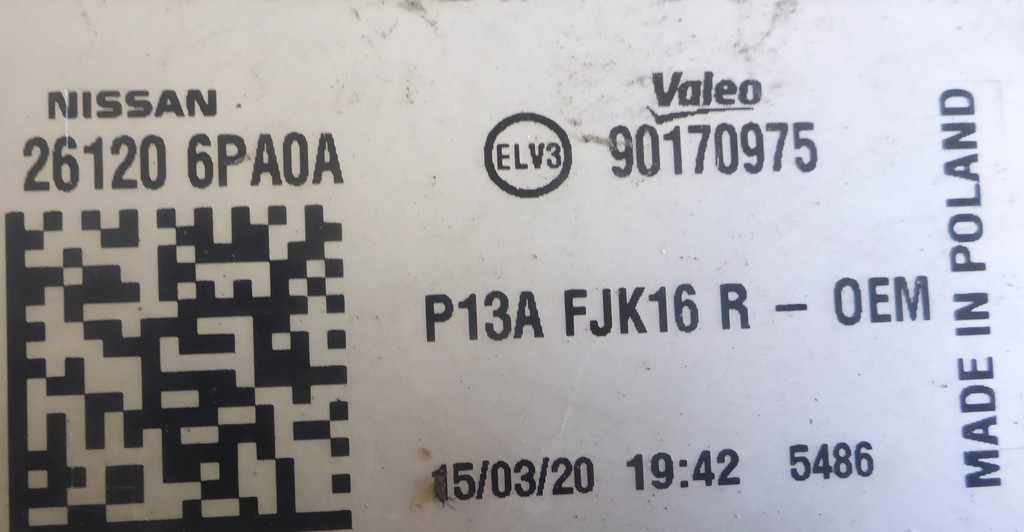 NISSAN
26120 6PA0A
ELV3
Valeo
90170975
P13A FJK16 R - OEM
15/03/20 19:42 5486
MADE IN POLAND